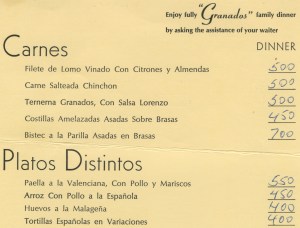 Enjoy fully "Granados" family dinner
by asking the assistance of your waiter
Carnes DINNER
Filete de Lomo Vinado Con Citrones y Almendas 500
Carne Salteada Chinchon 500
Ternerna Granados, Con Salsa Lorenzo 500
Costillas Amelazadas Asadas Sobre Brasas 450
Bistec a la Parilla Asadas en Brasas 700
Platos Distintos
Paella a la Valenciana, Con Pollo y Mariscos 550
Arroz Con Pollo a la Española 450
Huevos a la Malageña 400
Tortillas Españolas en Variaciones 400